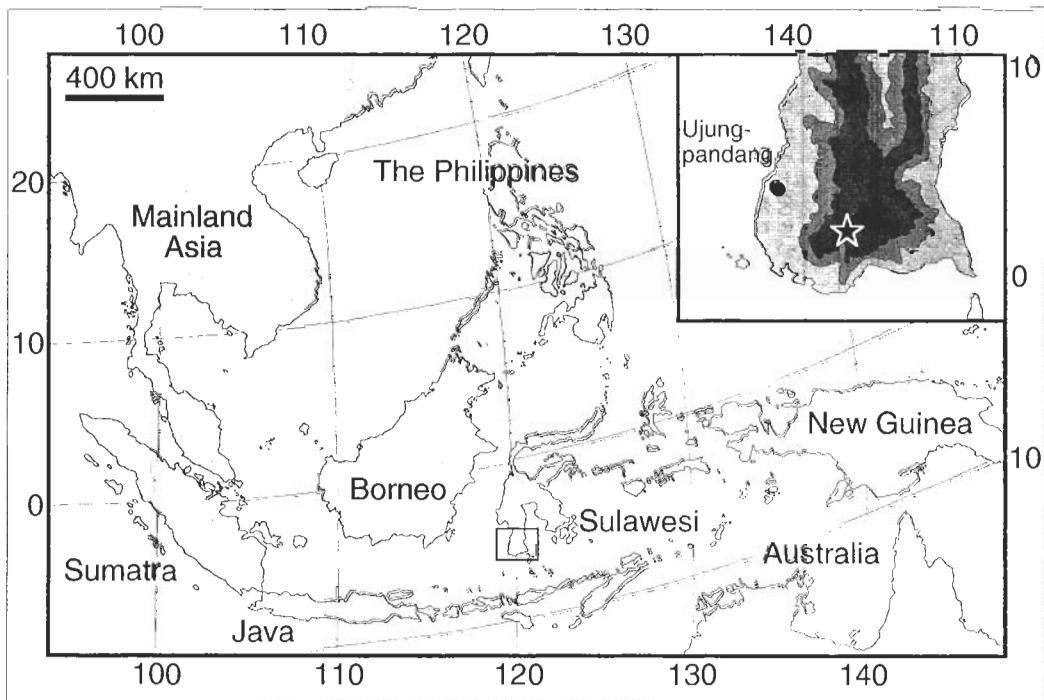 100 110 120 130 140 110
400 km
10
Ujung-
pandang
The Philippines
20
Mainland
Asia
0
10
New Guinea
10
Borneo
0
Sulawesi
Australia
Sumatra
Java
100 110 120 130 140